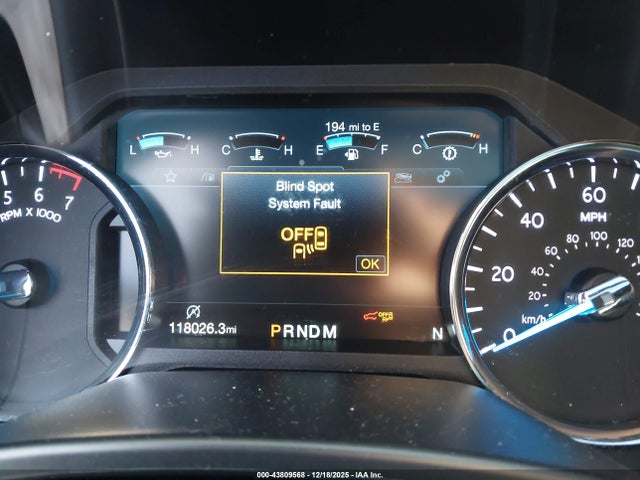 194 mi to E
L H C H E F C H
Blind Spot
System Fault
OFF
OK
118026.3mi
PRNDM
OFF
N
5 6 7
RPM X 1000
0 20 40 60
MPH
20 40 60 80 100 120
km/h
000-43809568 - 12/18/2025 - IAA Inc.